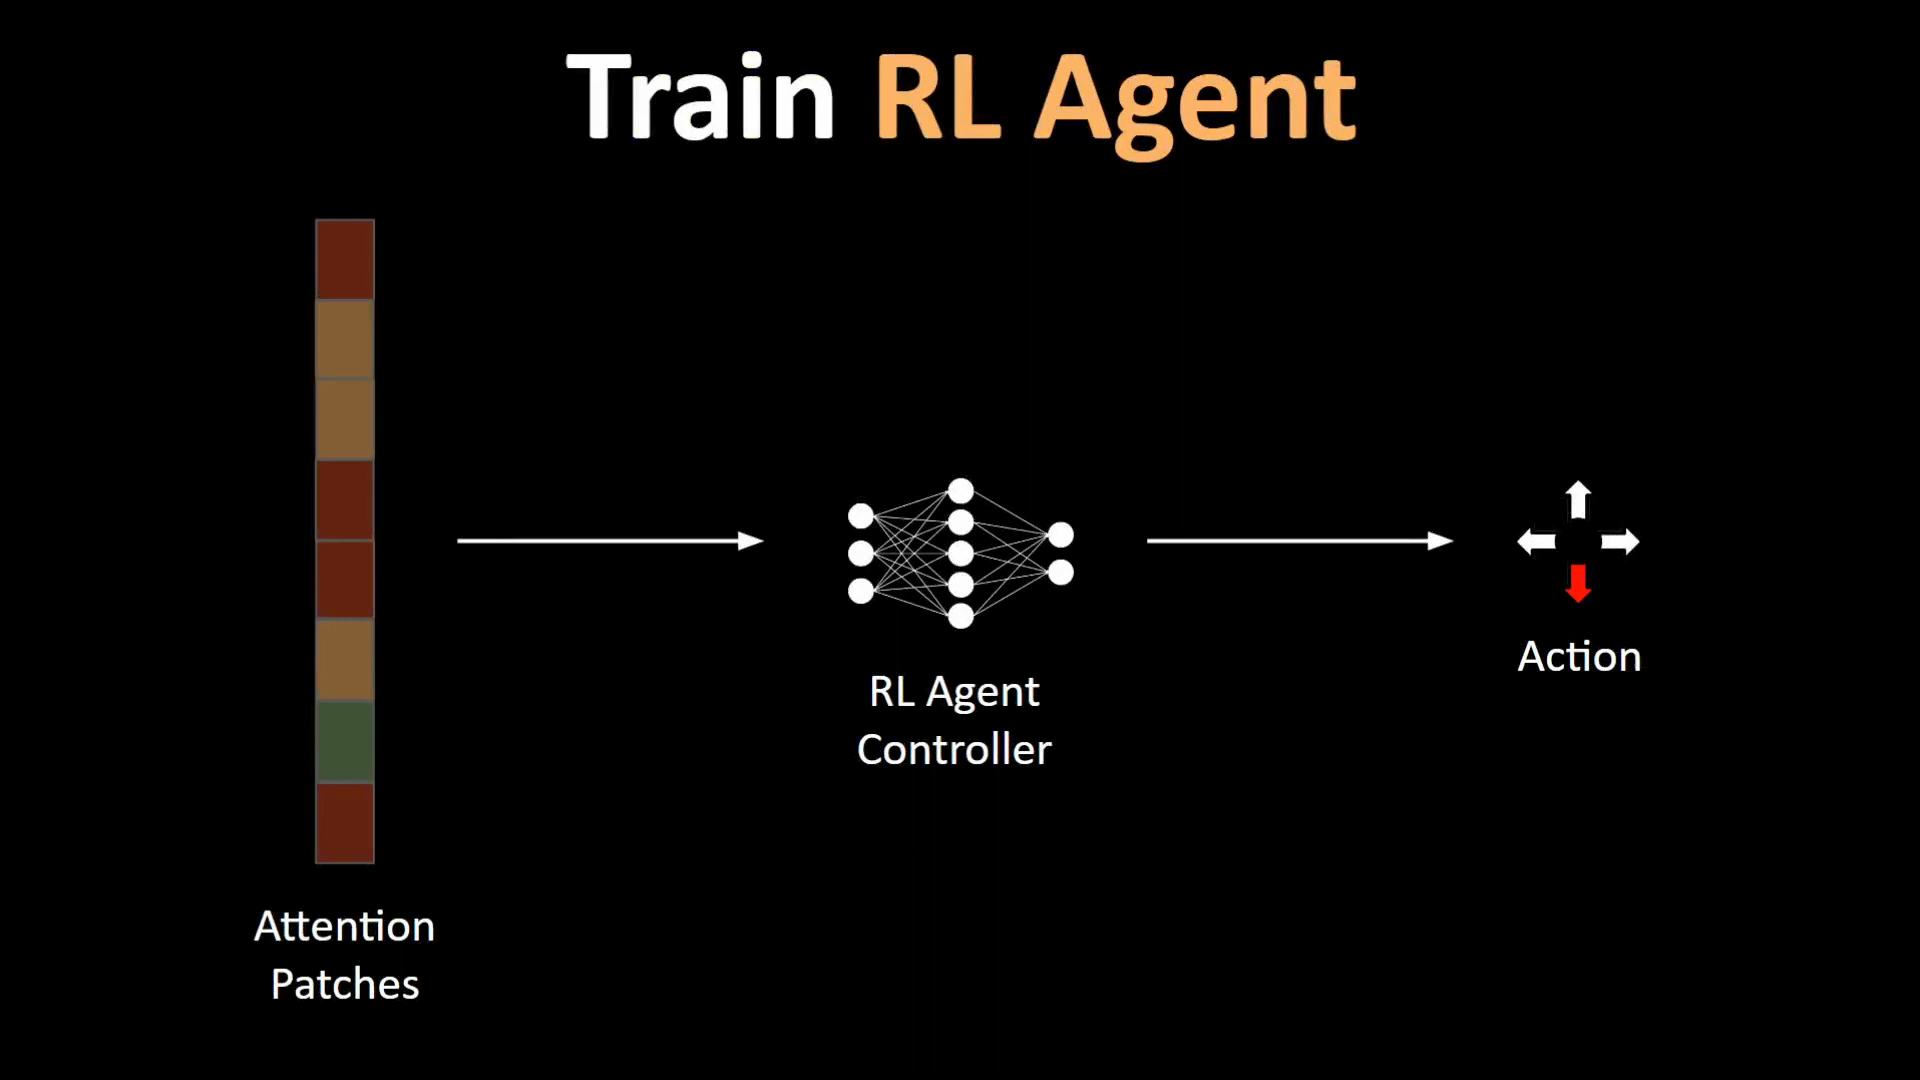 Train RL Agent
Attention
Patches
RL Agent
Controller
Action